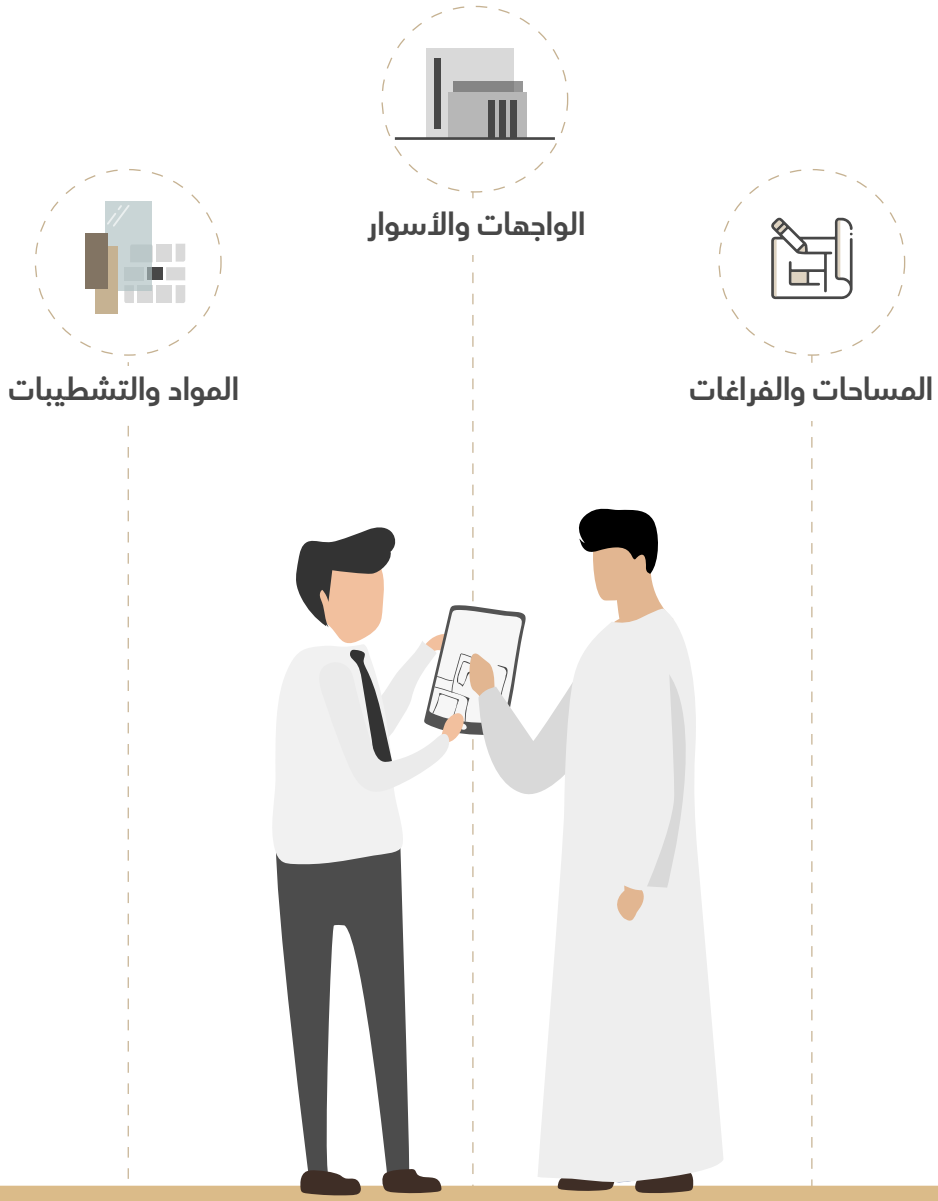 الواجهات والأسوار
المساحات والفراغات
المواد والتشطيبات